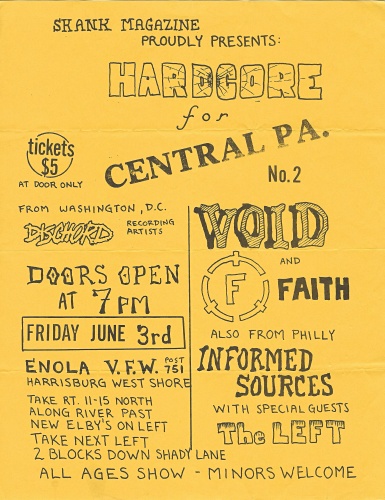 SKANK MAGAZINE
PROUDLY PRESENTS:
HARDCORE
for
CENTRAL PA.
No. 2
tickets
$5
AT DOOR ONLY
FROM WASHINGTON, D.C.
DISCHORD RECORDING ARTISTS
VOID
AND
F FAITH
DOORS OPEN
AT 7 PM
FRIDAY JUNE 3rd
ENOLA V.F.W. POST 751
HARRISBURG WEST SHORE
TAKE RT. 11-15 NORTH
ALONG RIVER PAST
NEW ELBY'S ON LEFT
TAKE NEXT LEFT
2 BLOCKS DOWN SHADY LANE
ALSO FROM PHILLY
INFORMED
SOURCES
WITH SPECIAL GUESTS
The LEFT
ALL AGES SHOW - MINORS WELCOME